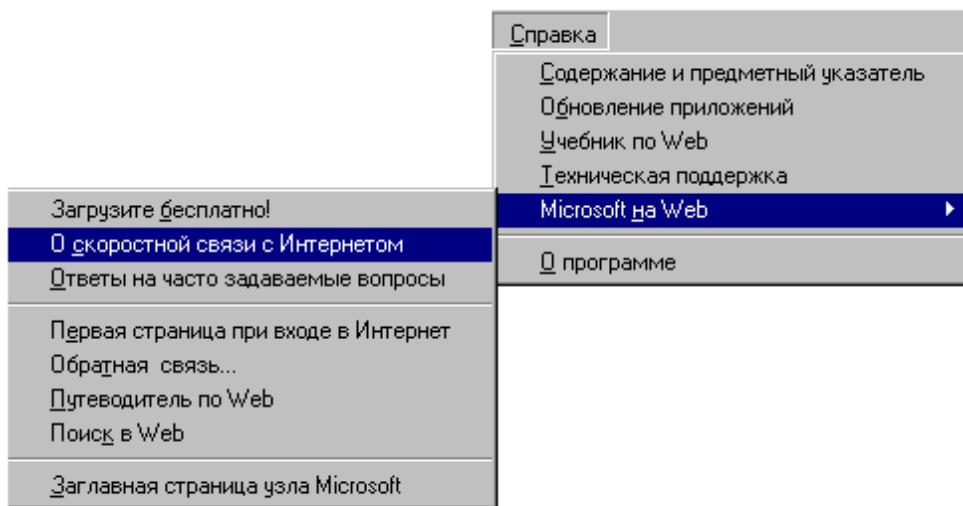 Справка
Содержание и предметный указатель
Обновление приложений
Учебник по Web
Техническая поддержка
Microsoft на Web
О программе
Загрузите бесплатно!
О скоростной связи с Интернетом
Ответы на часто задаваемые вопросы
Первая страница при входе в Интернет
Обратная связь...
Путеводитель по Web
Поиск в Web
Заглавная страница узла Microsoft